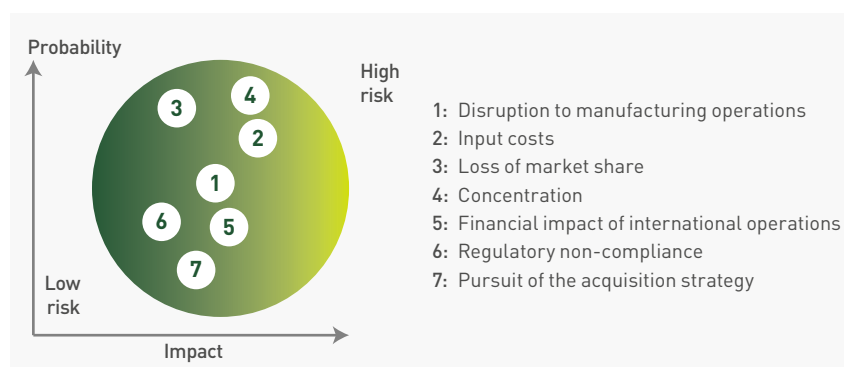 Probability
High
risk
3
4
2
1
6
5
7
Low
risk
Impact
1: Disruption to manufacturing operations
2: Input costs
3: Loss of market share
4: Concentration
5: Financial impact of international operations
6: Regulatory non-compliance
7: Pursuit of the acquisition strategy